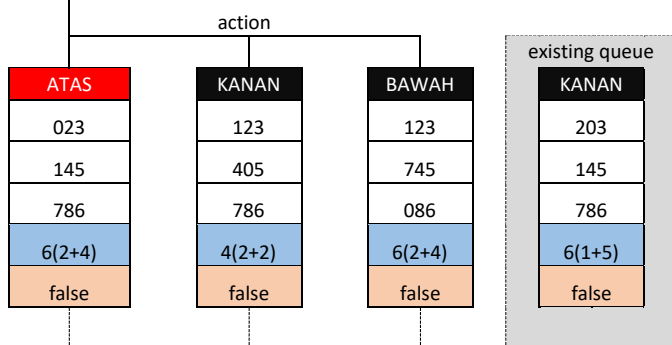 action
existing queue
ATAS KANAN BAWAH KANAN
023 123 123 203
145 405 745 145
786 786 086 786
6(2+4) 4(2+2) 6(2+4) 6(1+5)
false false false false